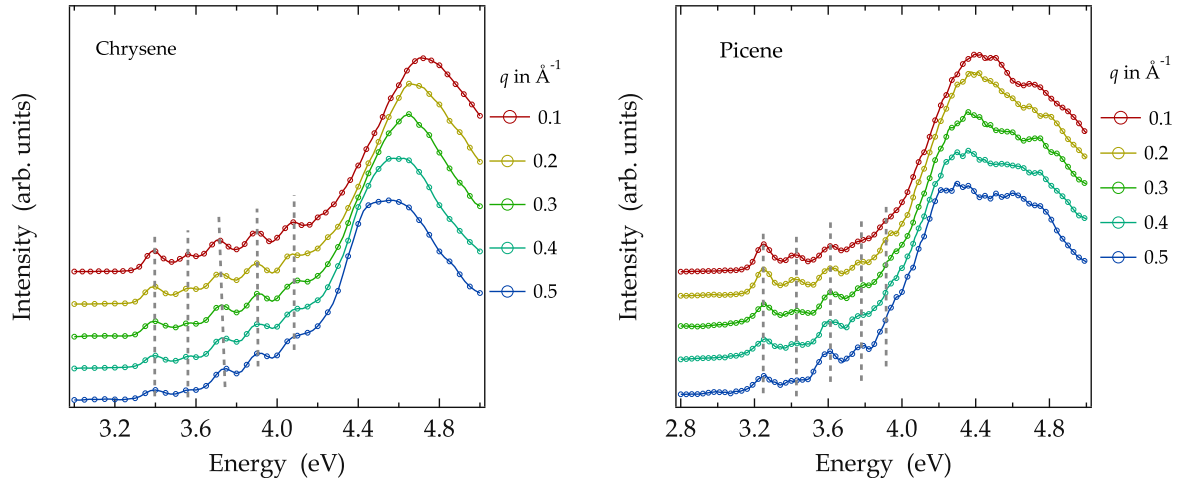 Chrysene
q in Å⁻¹
0.1
0.2
0.3
0.4
0.5
Intensity (arb. units)
3.2 3.6 4.0 4.4 4.8
Energy (eV)
Picene
q in Å⁻¹
0.1
0.2
0.3
0.4
0.5
Intensity (arb. units)
2.8 3.2 3.6 4.0 4.4 4.8
Energy (eV)